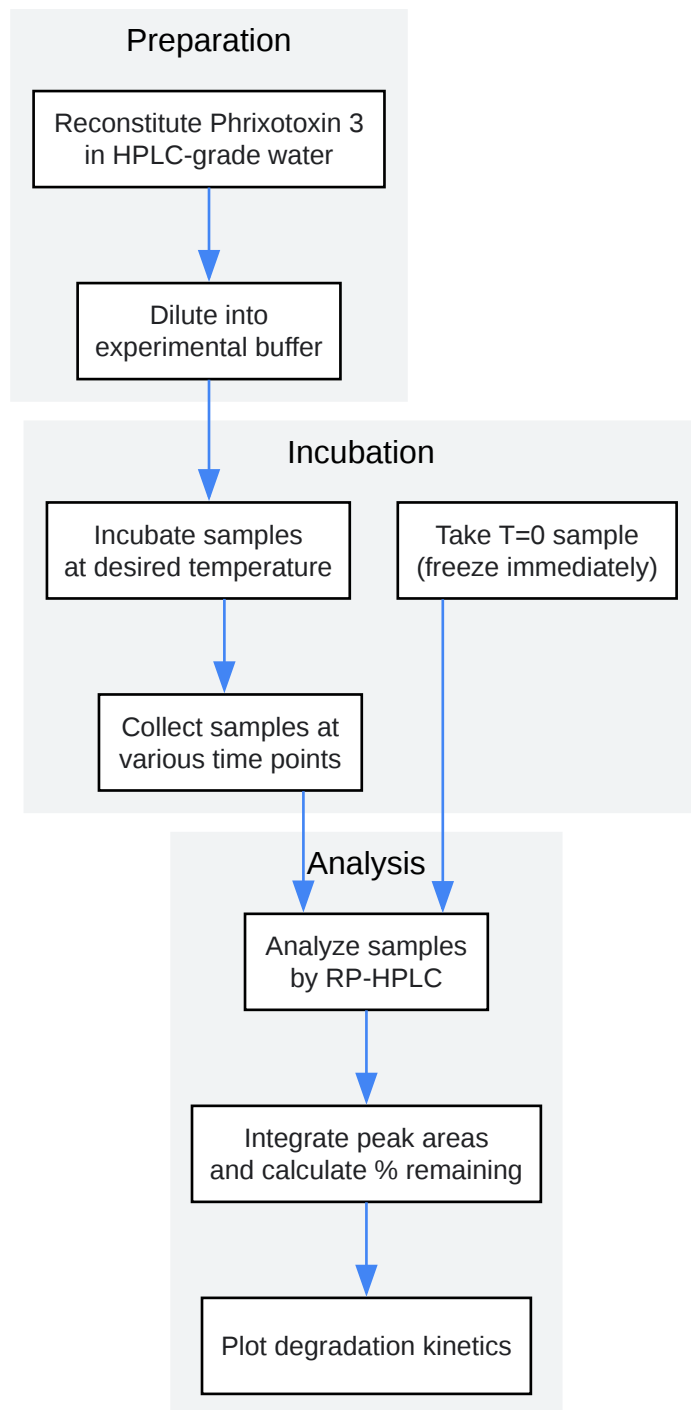 Preparation
Reconstitute Phrixotoxin 3
in HPLC-grade water
Dilute into
experimental buffer
Incubation
Incubate samples
at desired temperature
Take T=0 sample
(freeze immediately)
Collect samples at
various time points
Analysis
Analyze samples
by RP-HPLC
Integrate peak areas
and calculate % remaining
Plot degradation kinetics